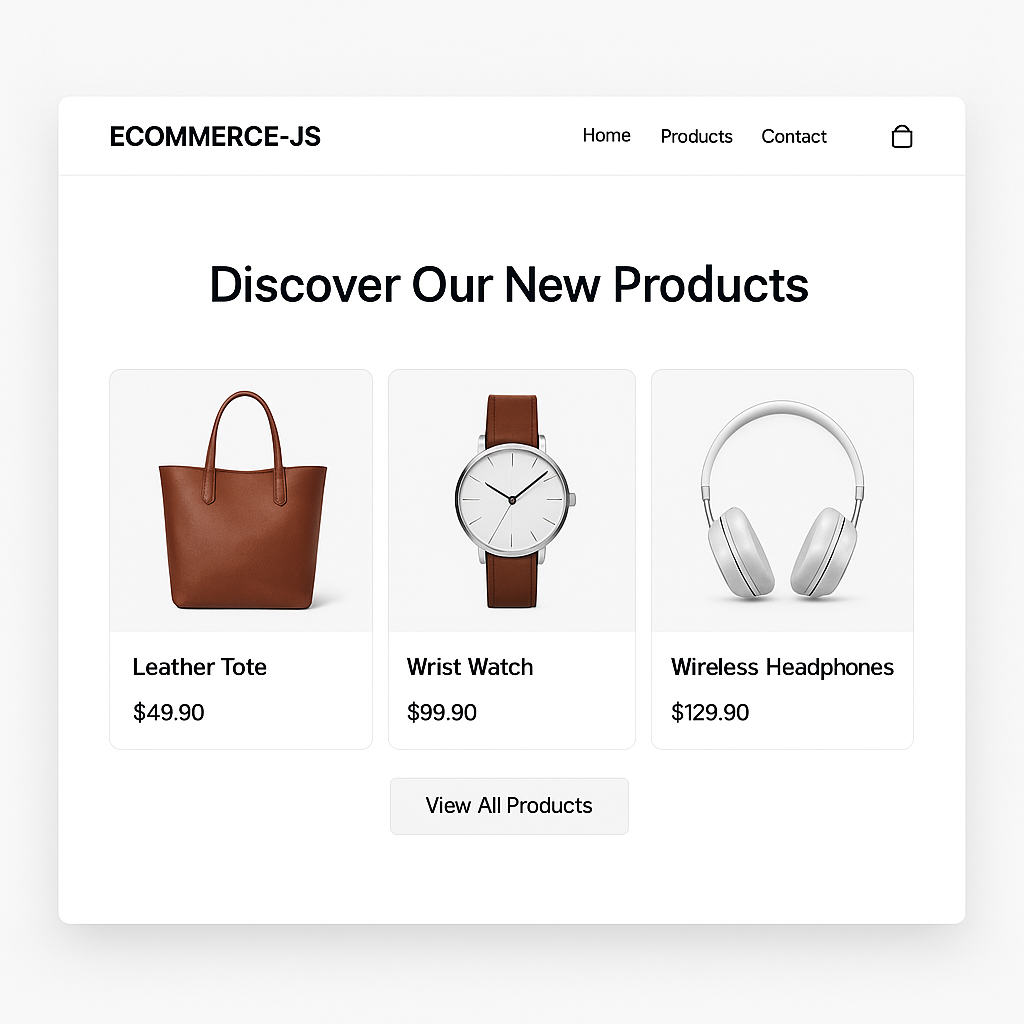 ECOMMERCE-JS
Home Products Contact
Discover Our New Products
Leather Tote
$49.90
Wrist Watch
$99.90
Wireless Headphones
$129.90
View All Products